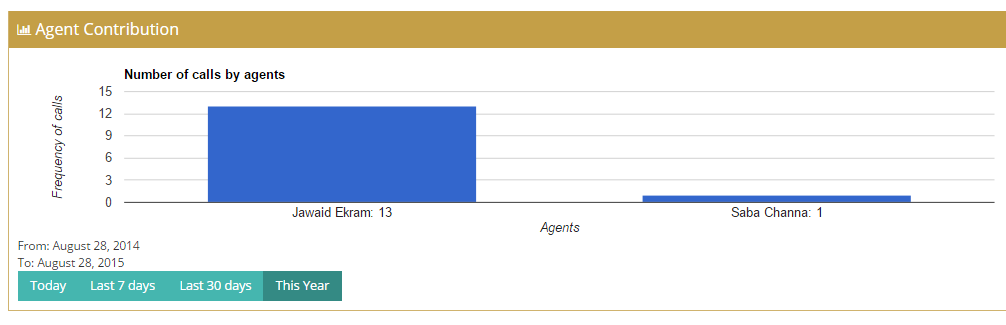 Agent Contribution
Number of calls by agents
Frequency of calls
15
12
9
6
3
0
Jawaid Ekram: 13 Saba Channa: 1
Agents
From: August 28, 2014
To: August 28, 2015
Today Last 7 days Last 30 days This Year